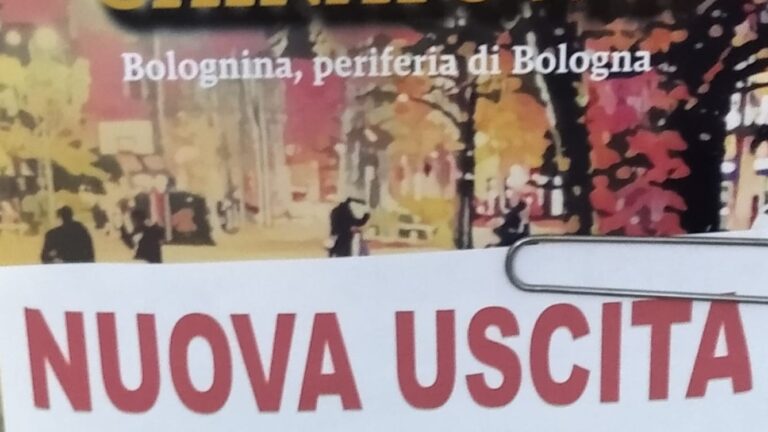 Bolognina, periferia di Bologna
NUOVA USCITA